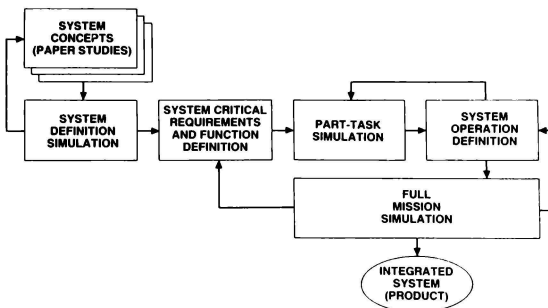 SYSTEM
CONCEPTS
(PAPER STUDIES)
SYSTEM
DEFINITION
SIMULATION
SYSTEM CRITICAL
REQUIREMENTS
AND FUNCTION
DEFINITION
PART-TASK
SIMULATION
SYSTEM
OPERATION
DEFINITION
FULL
MISSION
SIMULATION
INTEGRATED
SYSTEM
(PRODUCT)